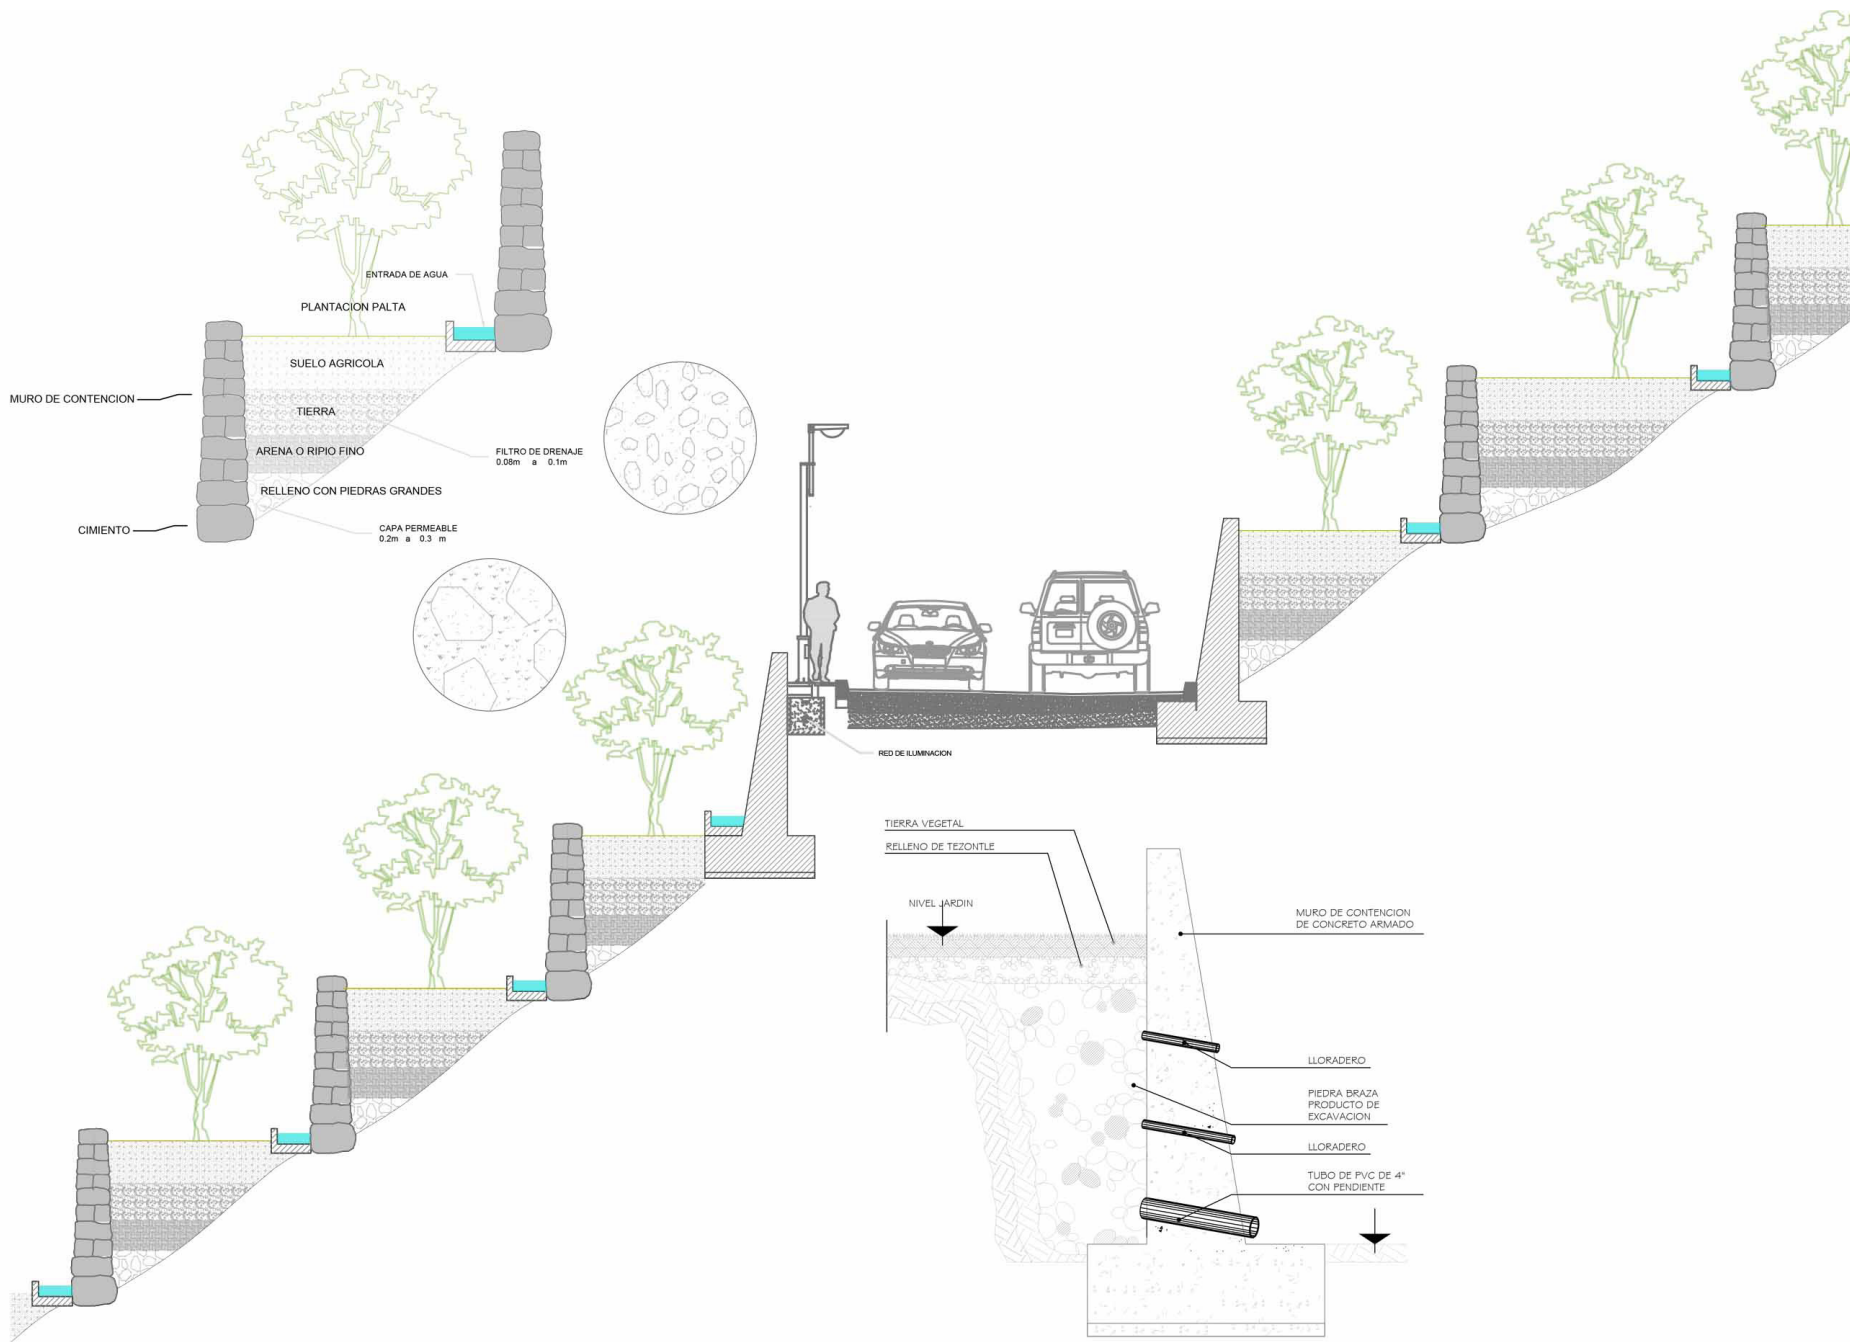 ENTRADA DE AGUA
PLANTACION PALTA
SUELO AGRICOLA
MURO DE CONTENCION
TIERRA
ARENA O RIPIO FINO
FILTRO DE DRENAJE
0.08m a 0.1m
RELLENO CON PIEDRAS GRANDES
CIMIENTO
CAPA PERMEABLE
0.2m a 0.3 m
RED DE ILUMINACION
TIERRA VEGETAL
RELLENO DE TEZONTLE
NIVEL JARDIN
MURO DE CONTENCION
DE CONCRETO ARMADO
LLORADERO
PIEDRA BRAZA
PRODUCTO DE
EXCAVACION
LLORADERO
TUBO DE PVC DE 4"
CON PENDIENTE